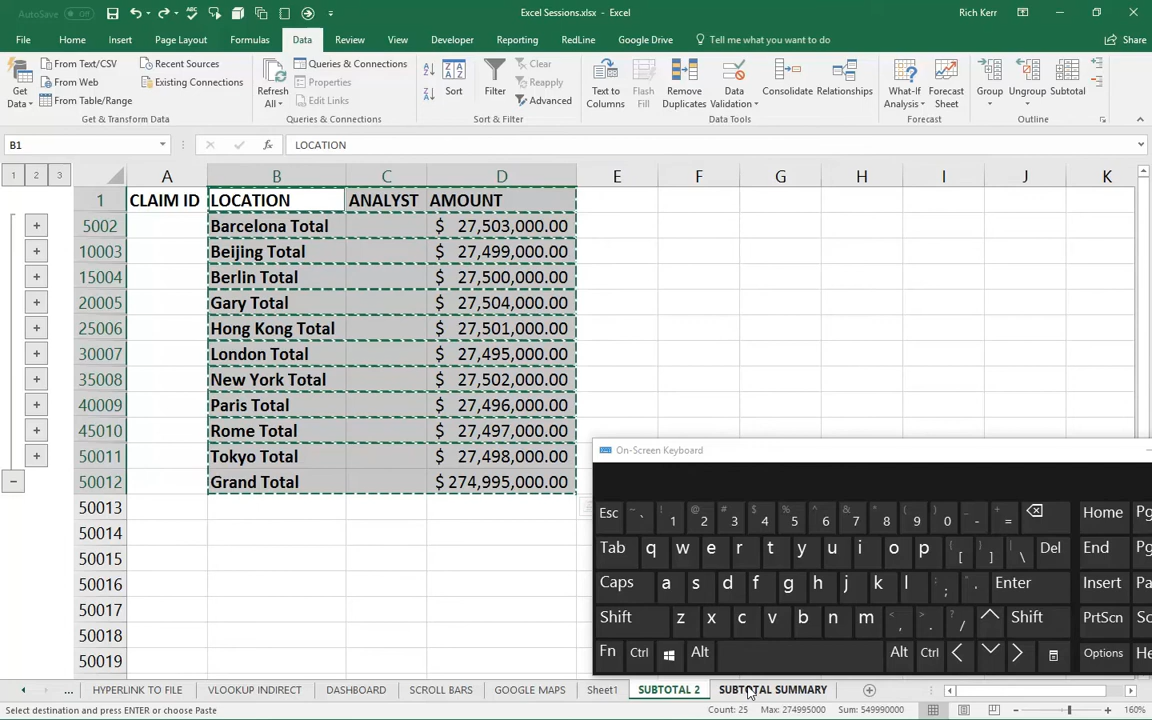 AutoSave Off Excel Sessions.xlsx - Excel Rich Kerr
File Home Insert Page Layout Formulas Data Review View Developer Reporting RedLine Google Drive Tell me what you want to do Share
Get Data
From Text/CSV
From Web
From Table/Range
Recent Sources
Existing Connections
Get & Transform Data
Refresh All
Queries & Connections
Properties
Edit Links
Queries & Connections
Sort
Filter
Clear
Reapply
Advanced
Sort & Filter
Text to Columns
Flash Fill
Remove Duplicates
Data Validation
Consolidate
Relationships
Data Tools
What-If Analysis
Forecast Sheet
Forecast
Group
Ungroup
Subtotal
Outline
B1 fx LOCATION
1 2 3 A B C D E F G H I J K
1 CLAIM ID LOCATION ANALYST AMOUNT
5002 Barcelona Total $ 27,503,000.00
10003 Beijing Total $ 27,499,000.00
15004 Berlin Total $ 27,500,000.00
20005 Gary Total $ 27,504,000.00
25006 Hong Kong Total $ 27,501,000.00
30007 London Total $ 27,495,000.00
35008 New York Total $ 27,502,000.00
40009 Paris Total $ 27,496,000.00
45010 Rome Total $ 27,497,000.00
50011 Tokyo Total $ 27,498,000.00
50012 Grand Total $ 274,995,000.00
50013
50014
50015
50016
50017
50018
50019
On-Screen Keyboard
Esc ~ ` ! 1 @ 2 # 3 $ 4 % 5 ^ 6 & 7 * 8 ( 9 ) 0 _ - + = Home Pg
Tab q w e r t y u i o p { [ } ] | \ Del End
Caps a s d f g h j k l : ; " ' Enter Insert
Shift z x c v b n m < , > . ? / Shift PrtScn
Fn Ctrl Alt Alt Ctrl Options
... HYPERLINK TO FILE VLOOKUP INDIRECT DASHBOARD SCROLL BARS GOOGLE MAPS Sheet1 SUBTOTAL 2 SUBTOTAL SUMMARY
Select destination and press ENTER or choose Paste Count: 25 Max: 274995000 Sum: 549990000 160%